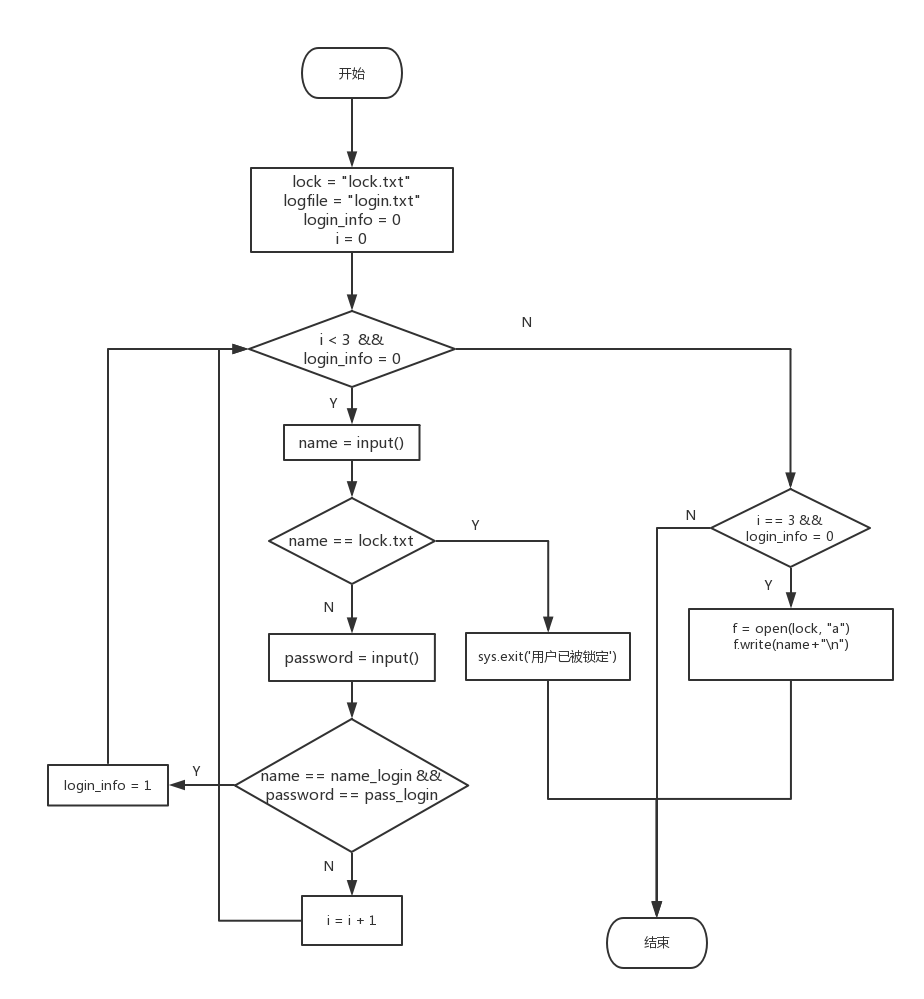 开始
lock = "lock.txt"
logfile = "login.txt"
login_info = 0
i = 0
i < 3 &&
login_info = 0
N
Y
name = input()
name == lock.txt
Y
N
i == 3 &&
login_info = 0
N
Y
f = open(lock, "a")
f.write(name+"\n")
password = input()
sys.exit('用户已被锁定')
name == name_login &&
password == pass_login
Y
login_info = 1
N
i = i + 1
结束